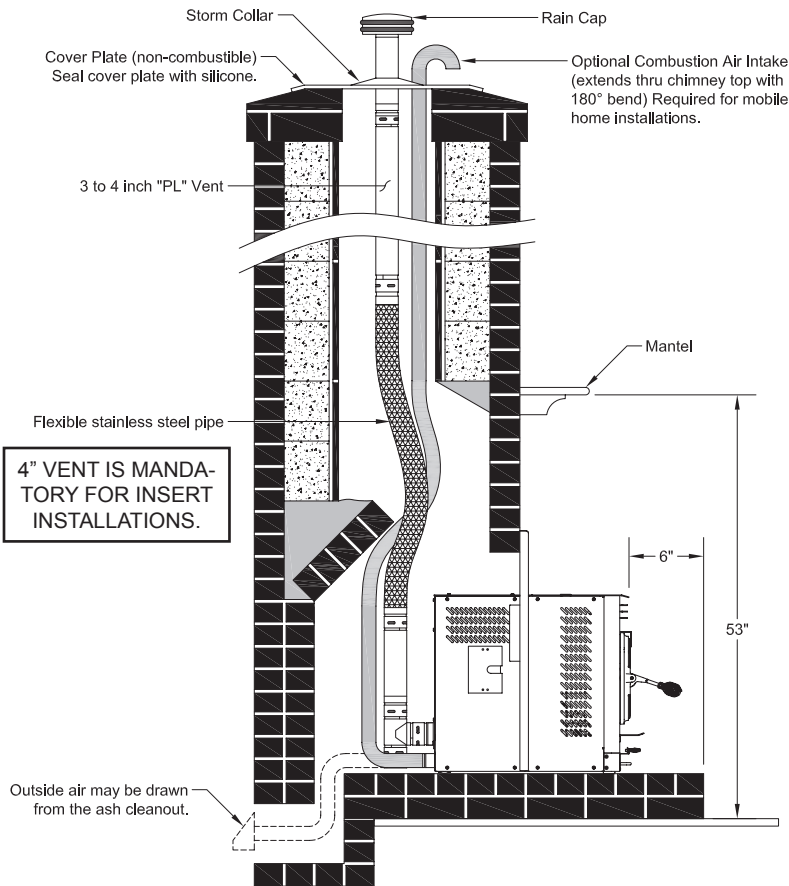 Storm Collar
Rain Cap
Cover Plate (non-combustible)
Seal cover plate with silicone.
Optional Combustion Air Intake
(extends thru chimney top with
180° bend) Required for mobile
home installations.
3 to 4 inch "PL" Vent
Mantel
Flexible stainless steel pipe
4” VENT IS MANDA-
TORY FOR INSERT
INSTALLATIONS.
6"
53"
Outside air may be drawn
from the ash cleanout.